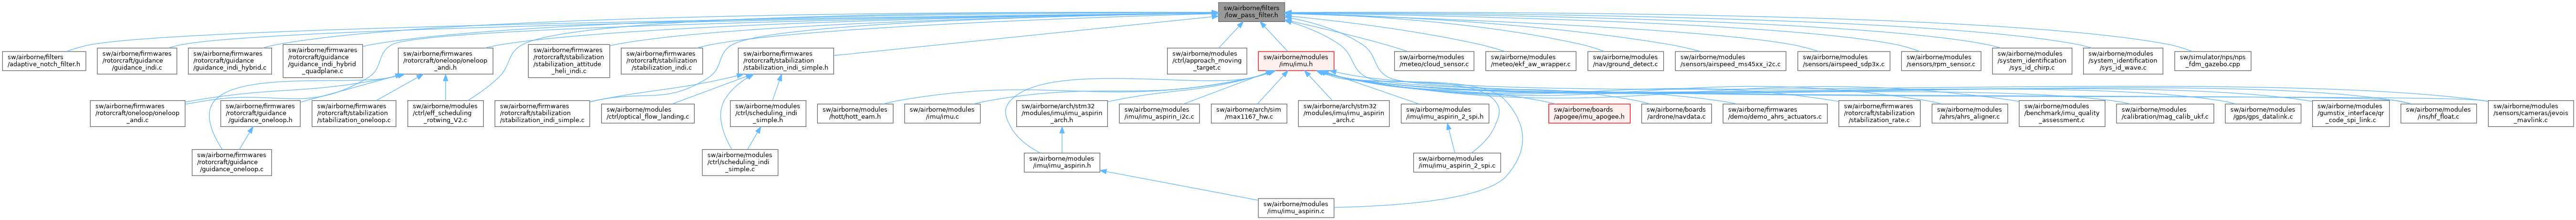 sw/airborne/filters
/low_pass_filter.h
sw/airborne/filters
/adaptive_notch_filter.h
sw/airborne/firmwares
/rotorcraft/guidance
/guidance_indi.c
sw/airborne/firmwares
/rotorcraft/guidance
/guidance_indi_hybrid.c
sw/airborne/firmwares
/rotorcraft/guidance
/guidance_indi_hybrid
_quadplane.c
sw/airborne/firmwares
/rotorcraft/oneloop/oneloop
_andi.h
sw/airborne/firmwares
/rotorcraft/stabilization
/stabilization_attitude
_heli_indi.c
sw/airborne/firmwares
/rotorcraft/stabilization
/stabilization_indi.c
sw/airborne/firmwares
/rotorcraft/stabilization
/stabilization_indi_simple.h
sw/airborne/modules
/ctrl/approach_moving
_target.c
sw/airborne/modules
/imu/imu.h
sw/airborne/modules
/meteo/cloud_sensor.c
sw/airborne/modules
/meteo/ekf_aw_wrapper.c
sw/airborne/modules
/nav/ground_detect.c
sw/airborne/modules
/sensors/airspeed_ms45xx_i2c.c
sw/airborne/modules
/sensors/airspeed_sdp3x.c
sw/airborne/modules
/sensors/rpm_sensor.c
sw/airborne/modules
/system_identification
/sys_id_chirp.c
sw/airborne/modules
/system_identification
/sys_id_wave.c
sw/simulator/nps/nps
_fdm_gazebo.cpp
sw/airborne/firmwares
/rotorcraft/oneloop/oneloop
_andi.c
sw/airborne/firmwares
/rotorcraft/guidance
/guidance_oneloop.h
sw/airborne/firmwares
/rotorcraft/stabilization
/stabilization_oneloop.c
sw/airborne/modules
/ctrl/eff_scheduling
_rotwing_V2.c
sw/airborne/firmwares
/rotorcraft/stabilization
/stabilization_indi_simple.c
sw/airborne/modules
/ctrl/optical_flow_landing.c
sw/airborne/modules
/ctrl/scheduling_indi
_simple.h
sw/airborne/modules
/hott/hott_eam.h
sw/airborne/modules
/imu/imu.c
sw/airborne/arch/stm32
/modules/imu/imu_aspirin
_arch.h
sw/airborne/modules
/imu/imu_aspirin_i2c.c
sw/airborne/arch/sim
/max1167_hw.c
sw/airborne/arch/stm32
/modules/imu/imu_aspirin
_arch.c
sw/airborne/modules
/imu/imu_aspirin_2_spi.h
sw/airborne/boards
/apogee/imu_apogee.h
sw/airborne/boards
/ardrone/navdata.c
sw/airborne/firmwares
/demo/demo_ahrs_actuators.c
sw/airborne/firmwares
/rotorcraft/stabilization
/stabilization_rate.c
sw/airborne/modules
/ahrs/ahrs_aligner.c
sw/airborne/modules
/benchmark/imu_quality
_assessment.c
sw/airborne/modules
/calibration/mag_calib_ukf.c
sw/airborne/modules
/gps/gps_datalink.c
sw/airborne/modules
/gumstix_interface/qr
_code_spi_link.c
sw/airborne/modules
/ins/hf_float.c
sw/airborne/modules
/sensors/cameras/jevois
_mavlink.c
sw/airborne/firmwares
/rotorcraft/guidance
/guidance_oneloop.c
sw/airborne/modules
/ctrl/scheduling_indi
_simple.c
sw/airborne/modules
/imu/imu_aspirin.h
sw/airborne/modules
/imu/imu_aspirin_2_spi.c
sw/airborne/modules
/imu/imu_aspirin.c